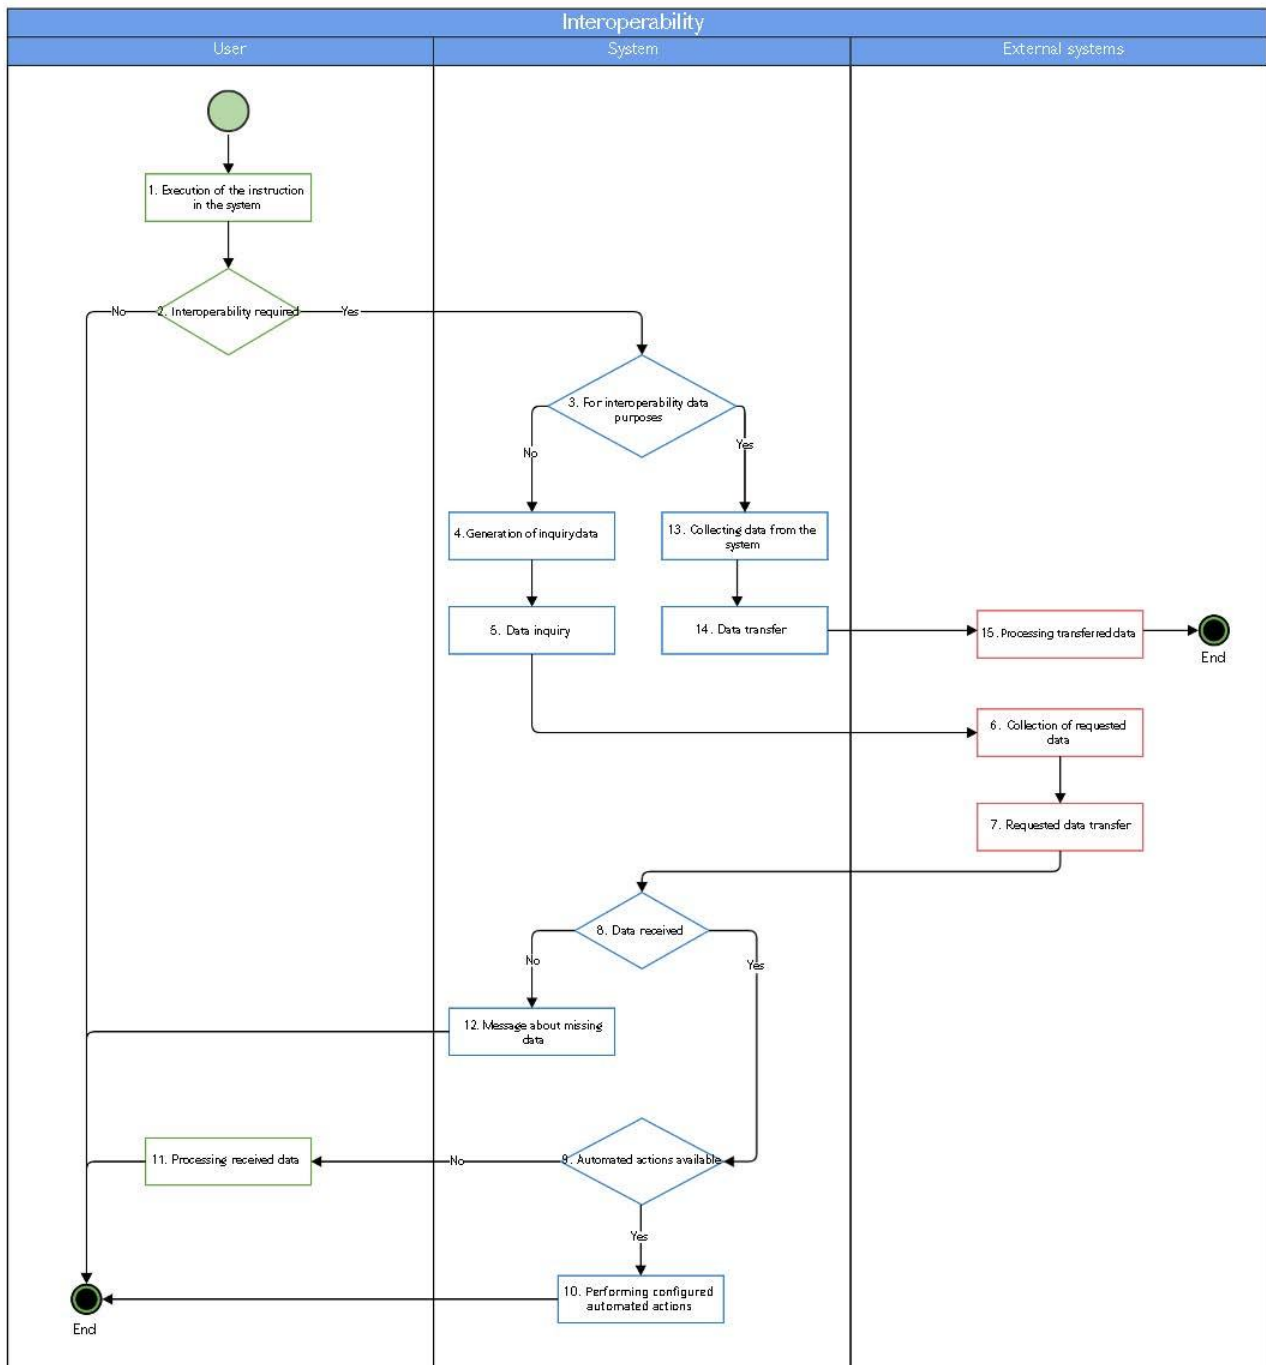 Interoperability
User
System
External systems
1. Execution of the instruction
in the system
No
2. Interoperability required
Yes
3. For interoperability data
purposes
No
Yes
4.Generation of inquiry data
13. Collecting data from the
system
5. Data inquiry
14. Data transfer
15. Processing transferred data
End
6. Collection of requested
data
7. Requested data transfer
8. Data received
No
Yes
12. Message about missing
data
11. Processing received data
No
9. Automated actions available
Yes
10. Performing configured
automated actions
End